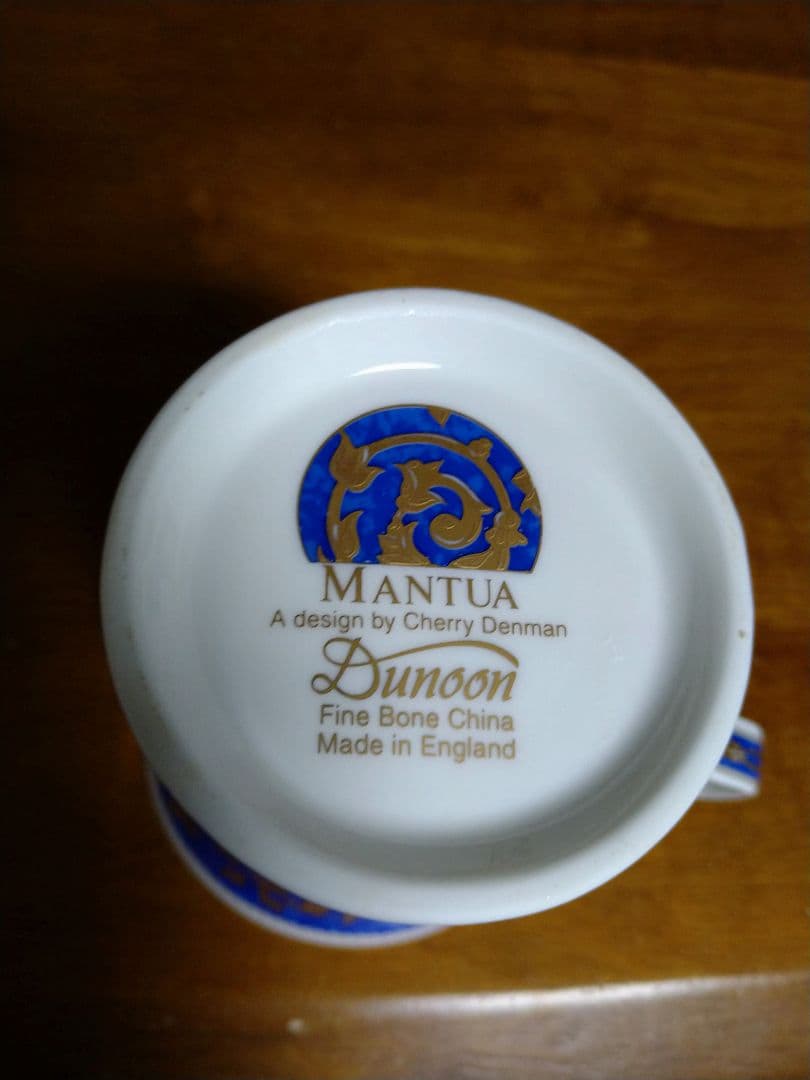 MANTUA
A design by Cherry Denman
Dunoon
Fine Bone China
Made in England